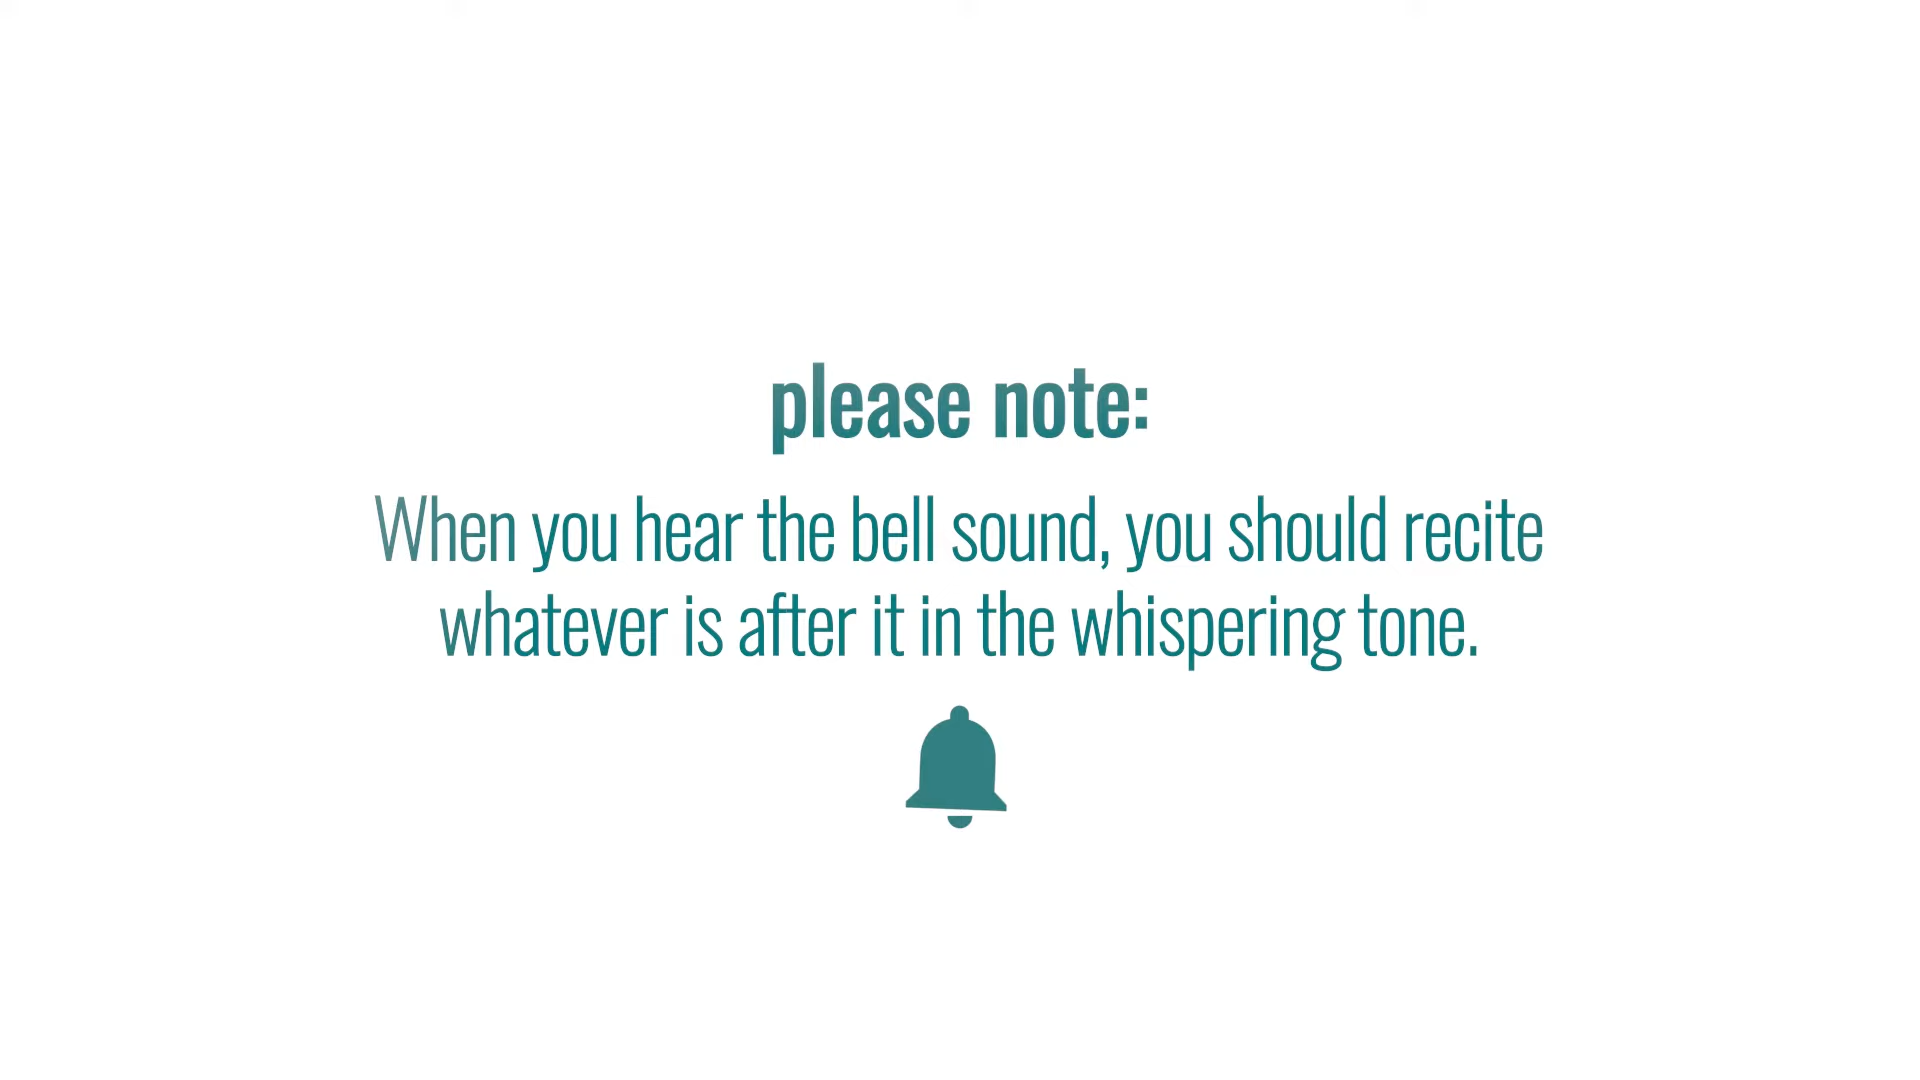 please note:
When you hear the bell sound, you should recite
whatever is after it in the whispering tone.